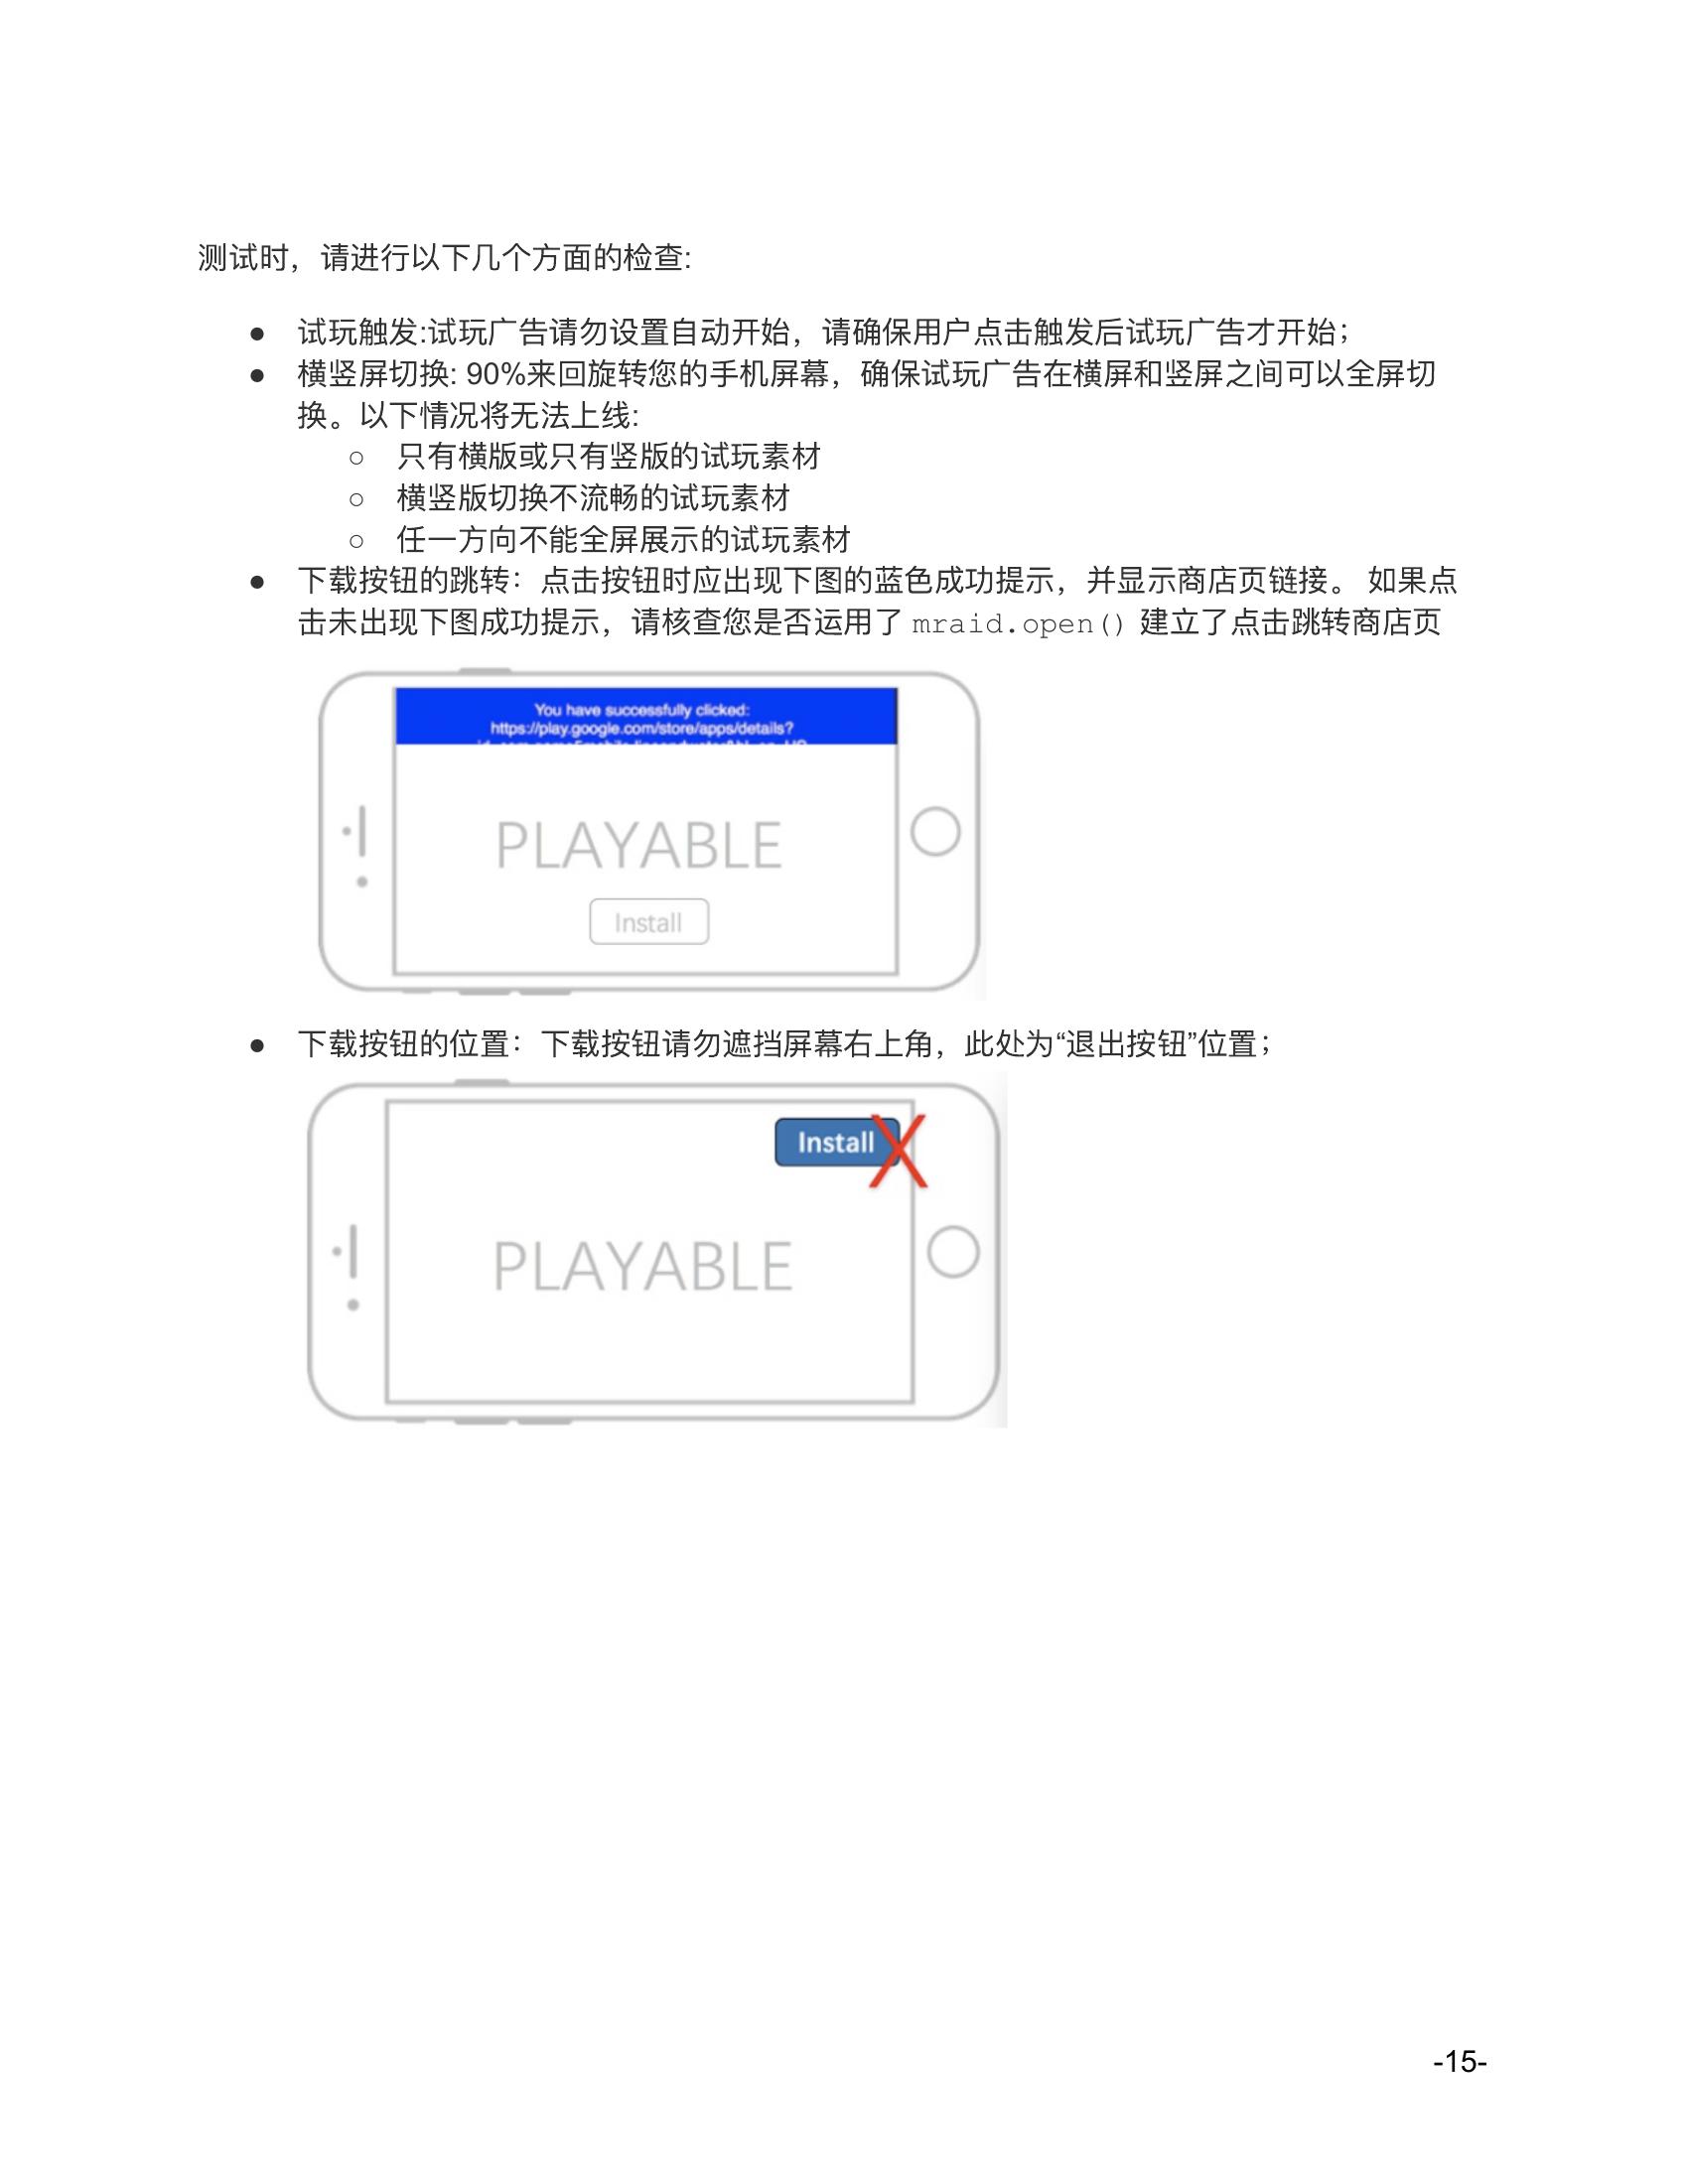 测试时，请进行以下几个方面的检查:
● 试玩触发:试玩广告请勿设置自动开始，请确保用户点击触发后试玩广告才开始；
● 横竖屏切换: 90%来回旋转您的手机屏幕，确保试玩广告在横屏和竖屏之间可以全屏切
换。以下情况将无法上线:
○ 只有横版或只有竖版的试玩素材
○ 横竖版切换不流畅的试玩素材
○ 任一方向不能全屏展示的试玩素材
● 下载按钮的跳转：点击按钮时应出现下图的蓝色成功提示，并显示商店页链接。 如果点
击未出现下图成功提示，请核查您是否运用了 mraid.open() 建立了点击跳转商店页
You have successfully clicked:
https://play.google.com/store/apps/details?
PLAYABLE
Install
● 下载按钮的位置：下载按钮请勿遮挡屏幕右上角，此处为“退出按钮”位置；
Install X
PLAYABLE
-15-